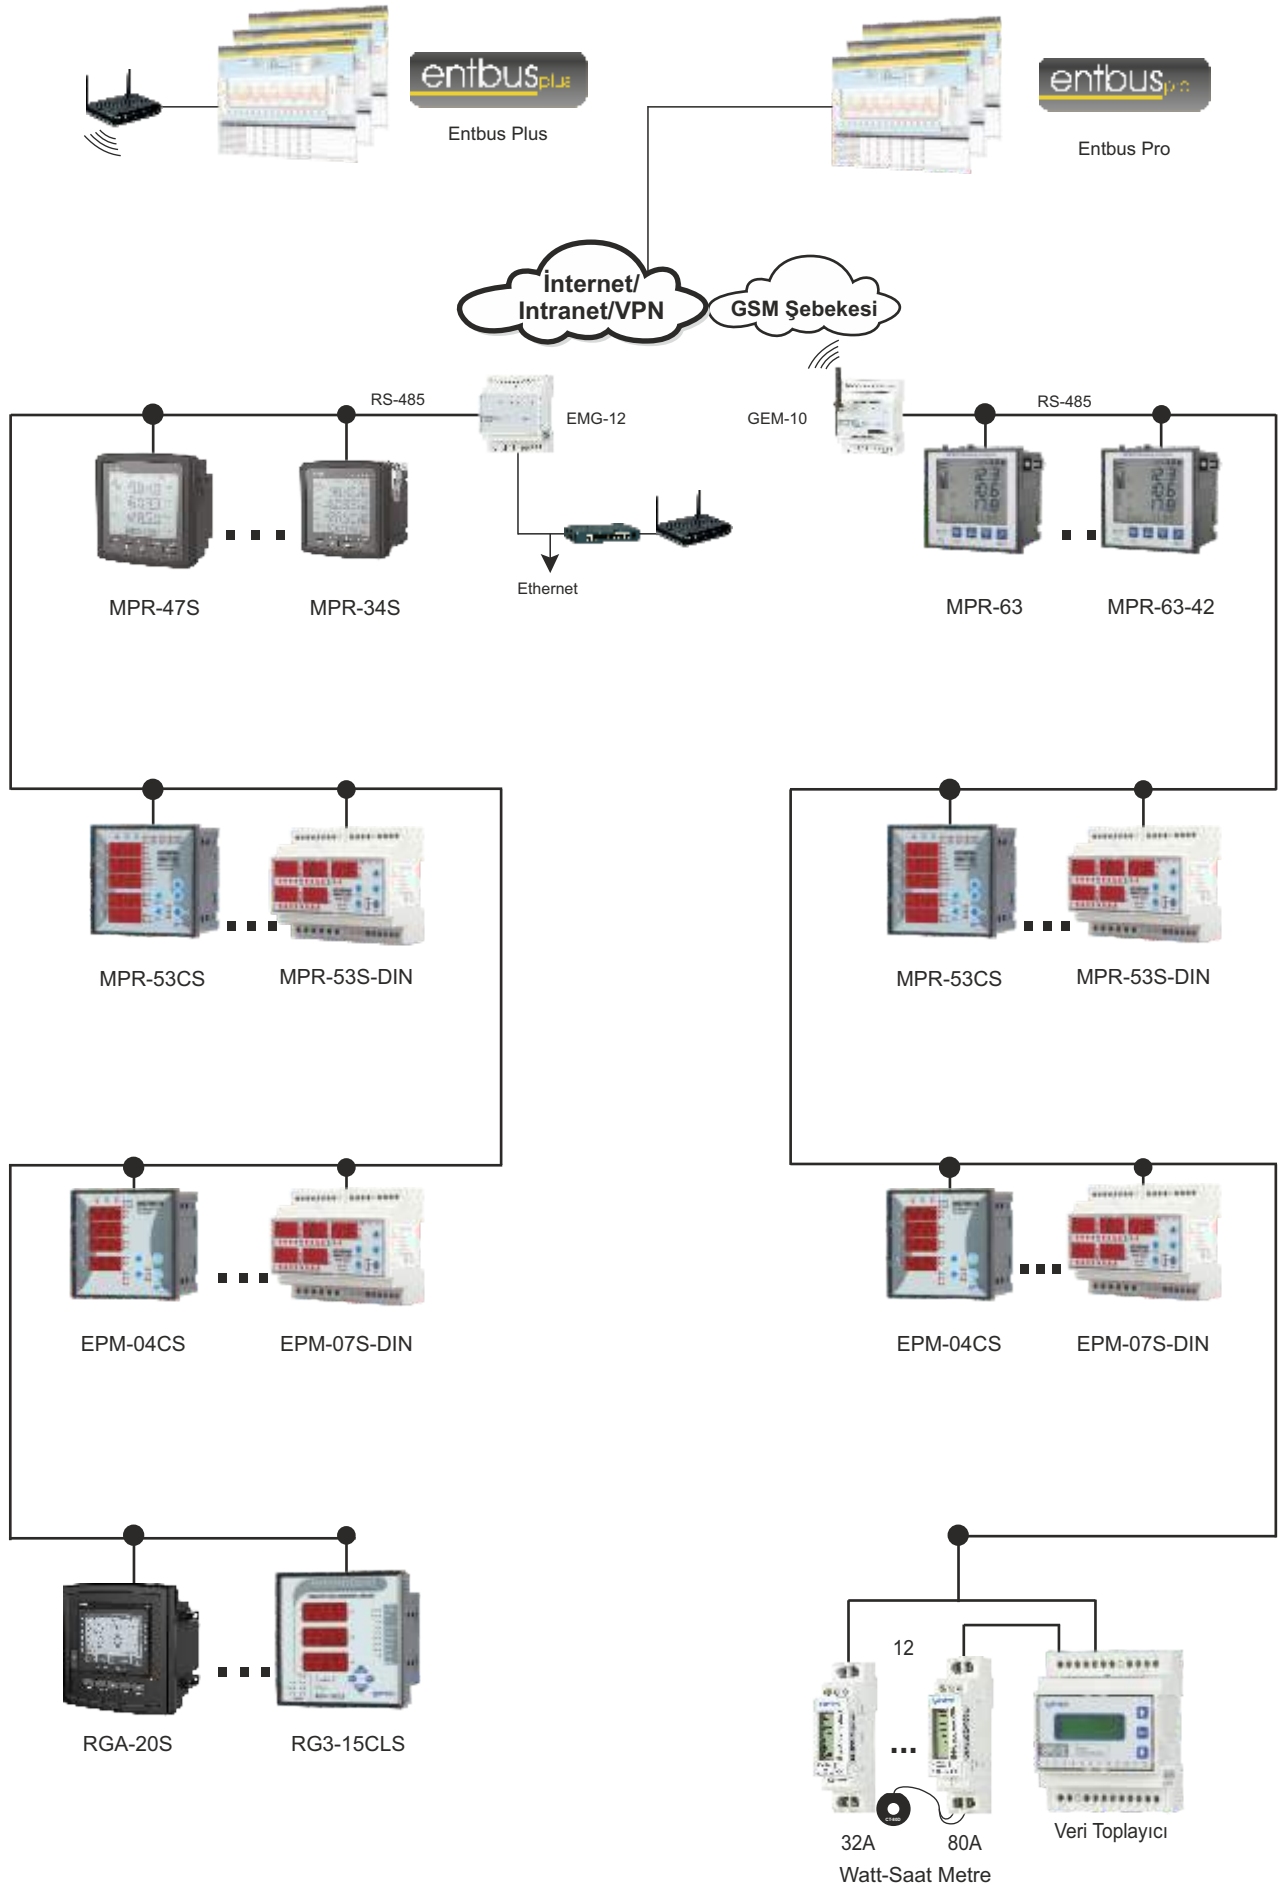 entbus plus
Entbus Plus
entbus pro
Entbus Pro
İnternet/
Intranet/VPN
GSM Şebekesi
RS-485
EMG-12
GEM-10
RS-485
Ethernet
MPR-47S
MPR-34S
MPR-63
MPR-63-42
MPR-53CS
MPR-53S-DIN
MPR-53CS
MPR-53S-DIN
EPM-04CS
EPM-07S-DIN
EPM-04CS
EPM-07S-DIN
12
RGA-20S
RG3-15CLS
32A
80A
Veri Toplayıcı
Watt-Saat Metre